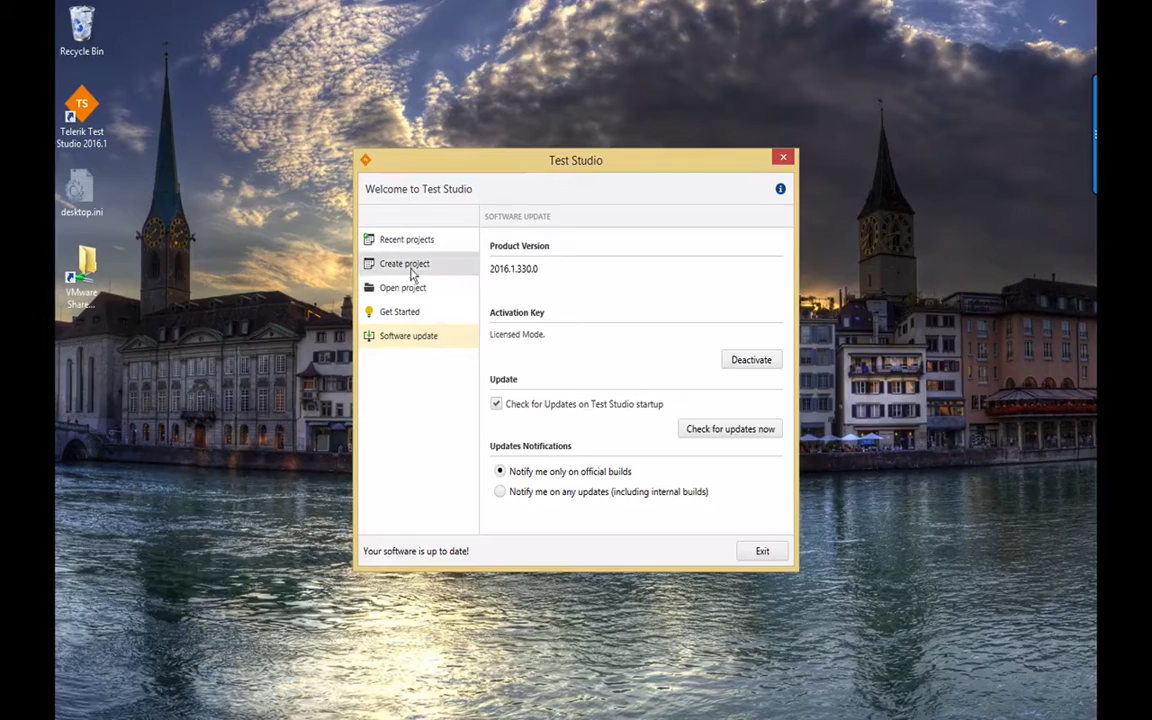 Recycle Bin
TS
Telerik Test
Studio 2016.1
desktop.ini
VMware
Share...
Test Studio
Welcome to Test Studio
Recent projects
Create project
Open project
Get Started
Software update
SOFTWARE UPDATE
Product Version
2016.1.330.0
Activation Key
Licensed Mode.
Deactivate
Update
Check for Updates on Test Studio startup
Check for updates now
Updates Notifications
Notify me only on official builds
Notify me on any updates (including internal builds)
Your software is up to date!
Exit